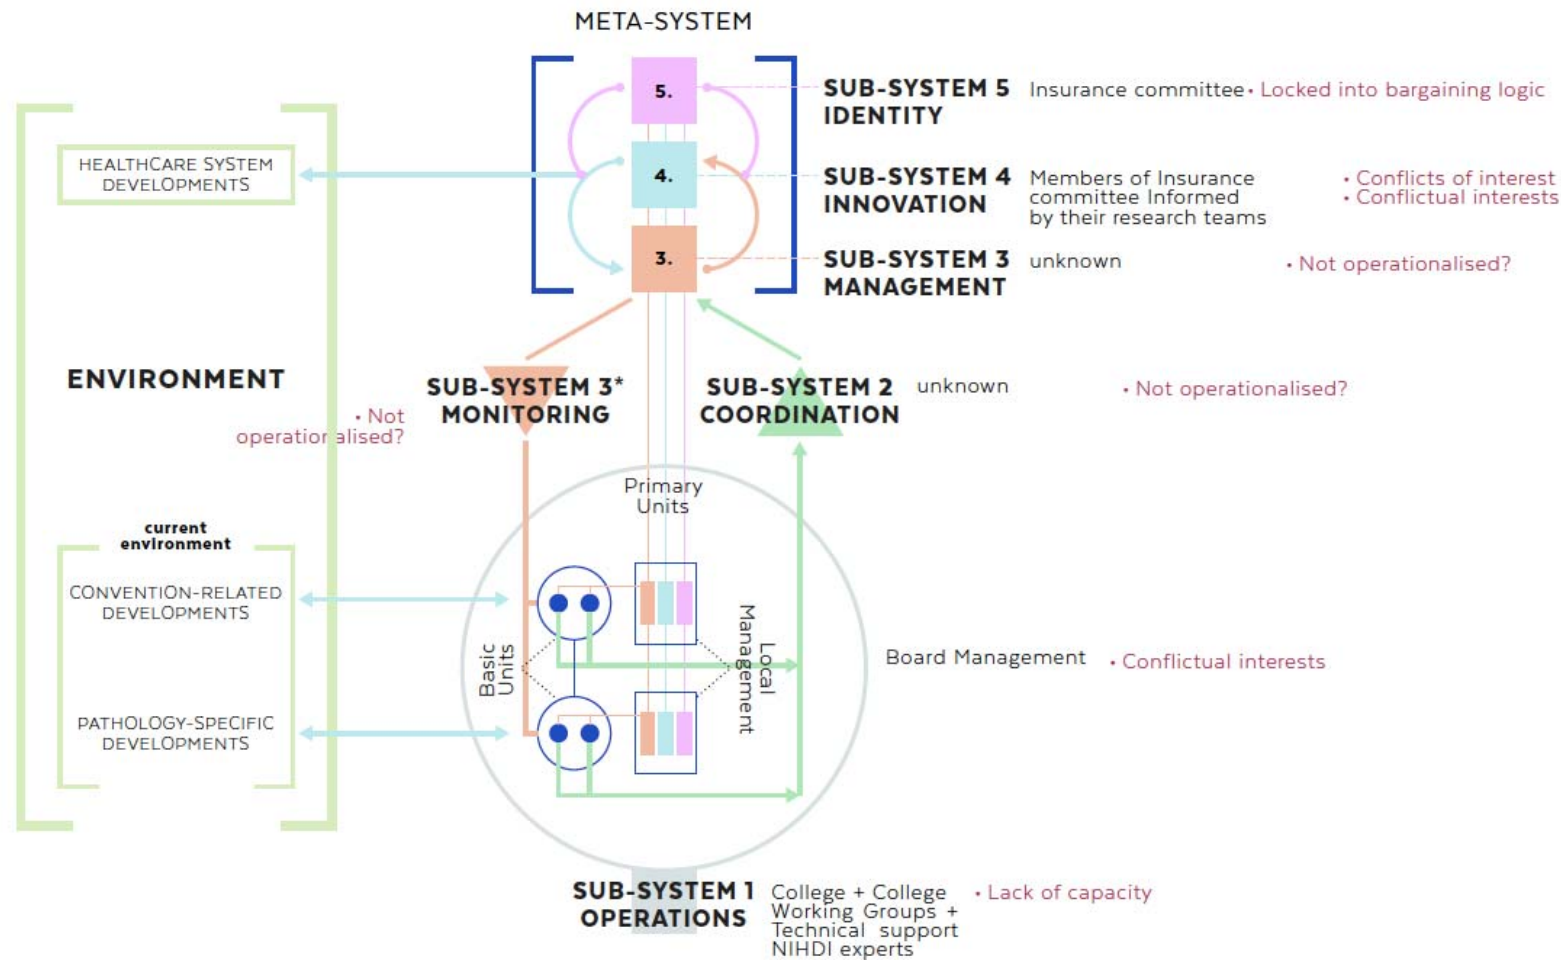 META-SYSTEM
5.
SUB-SYSTEM 5
IDENTITY
Insurance committee
• Locked into bargaining logic
HEALTHCARE SYSTEM
DEVELOPMENTS
4.
SUB-SYSTEM 4
INNOVATION
Members of Insurance
committee Informed
by their research teams
• Conflicts of interest
• Conflictual interests
3.
SUB-SYSTEM 3
MANAGEMENT
unknown
• Not operationalised?
ENVIRONMENT
SUB-SYSTEM 3*
MONITORING
• Not
operationalised?
SUB-SYSTEM 2
COORDINATION
unknown
• Not operationalised?
Primary
Units
current
environment
CONVENTION-RELATED
DEVELOPMENTS
Basic
Units
Local
Management
Board Management
• Conflictual interests
PATHOLOGY-SPECIFIC
DEVELOPMENTS
SUB-SYSTEM 1
OPERATIONS
College + College
Working Groups +
Technical support
NIHDI experts
• Lack of capacity